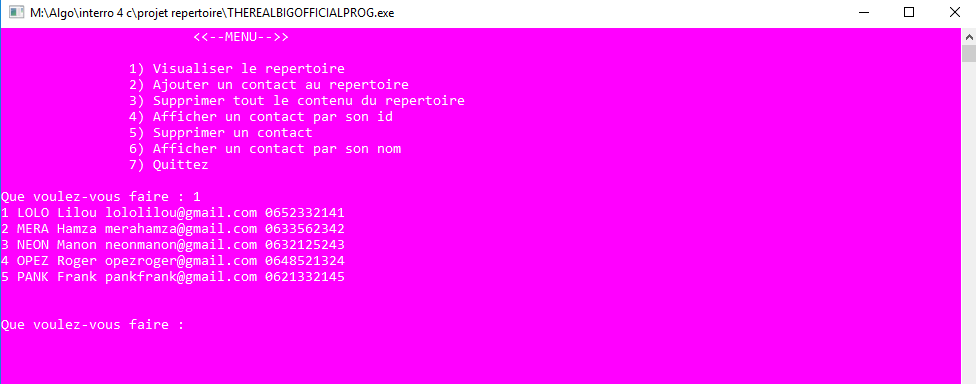 M:\Algo\interro 4 c\projet repertoire\THEREALBIGOFFICIALPROG.exe
<<--MENU-->>
1) Visualiser le repertoire
2) Ajouter un contact au repertoire
3) Supprimer tout le contenu du repertoire
4) Afficher un contact par son id
5) Supprimer un contact
6) Afficher un contact par son nom
7) Quittez
Que voulez-vous faire : 1
1 LOLO Lilou lololilou@gmail.com 0652332141
2 MERA Hamza merahamza@gmail.com 0633562342
3 NEON Manon neonmanon@gmail.com 0632125243
4 OPEZ Roger opezroger@gmail.com 0648521324
5 PANK Frank pankfrank@gmail.com 0621332145
Que voulez-vous faire :